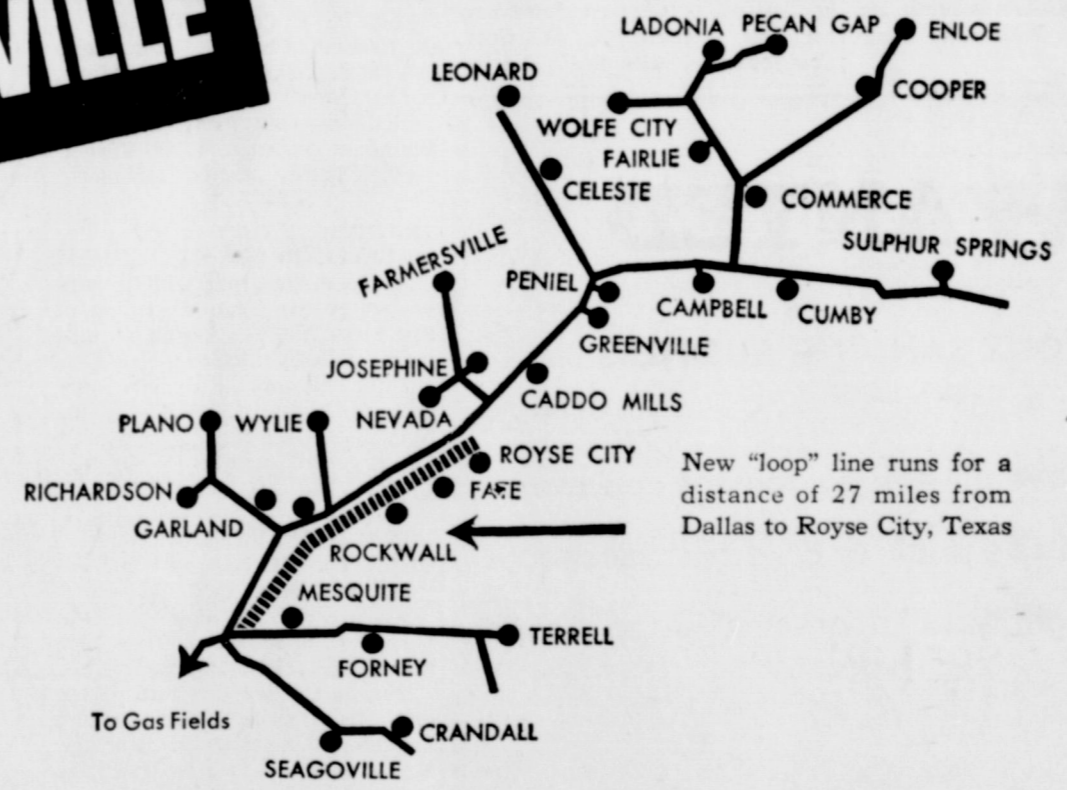 VILLE
LADONIA PECAN GAP ENLOE
LEONARD
COOPER
WOLFE CITY
FAIRLIE
CELESTE
COMMERCE
SULPHUR SPRINGS
FARMERSVILLE
PENIEL
CAMPBELL CUMBY
GREENVILLE
JOSEPHINE
CADDO MILLS
NEVADA
PLANO WYLIE
ROYSE CITY
New “loop” line runs for a
distance of 27 miles from
Dallas to Royse City, Texas
RICHARDSON
FATE
GARLAND
ROCKWALL
MESQUITE
TERRELL
FORNEY
To Gas Fields
CRANDALL
SEAGOVILLE